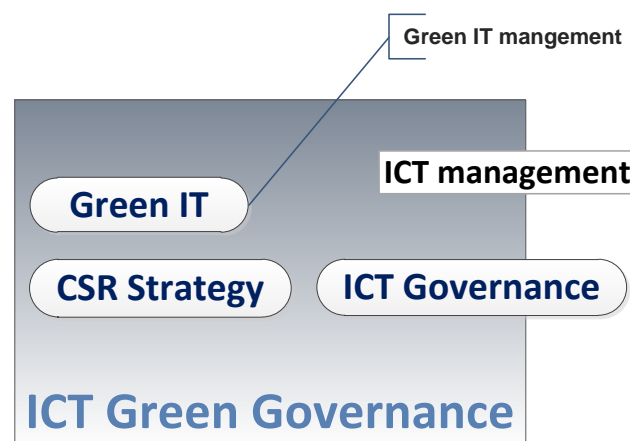 Green IT mangement
ICT management
Green IT
CSR Strategy
ICT Governance
ICT Green Governance